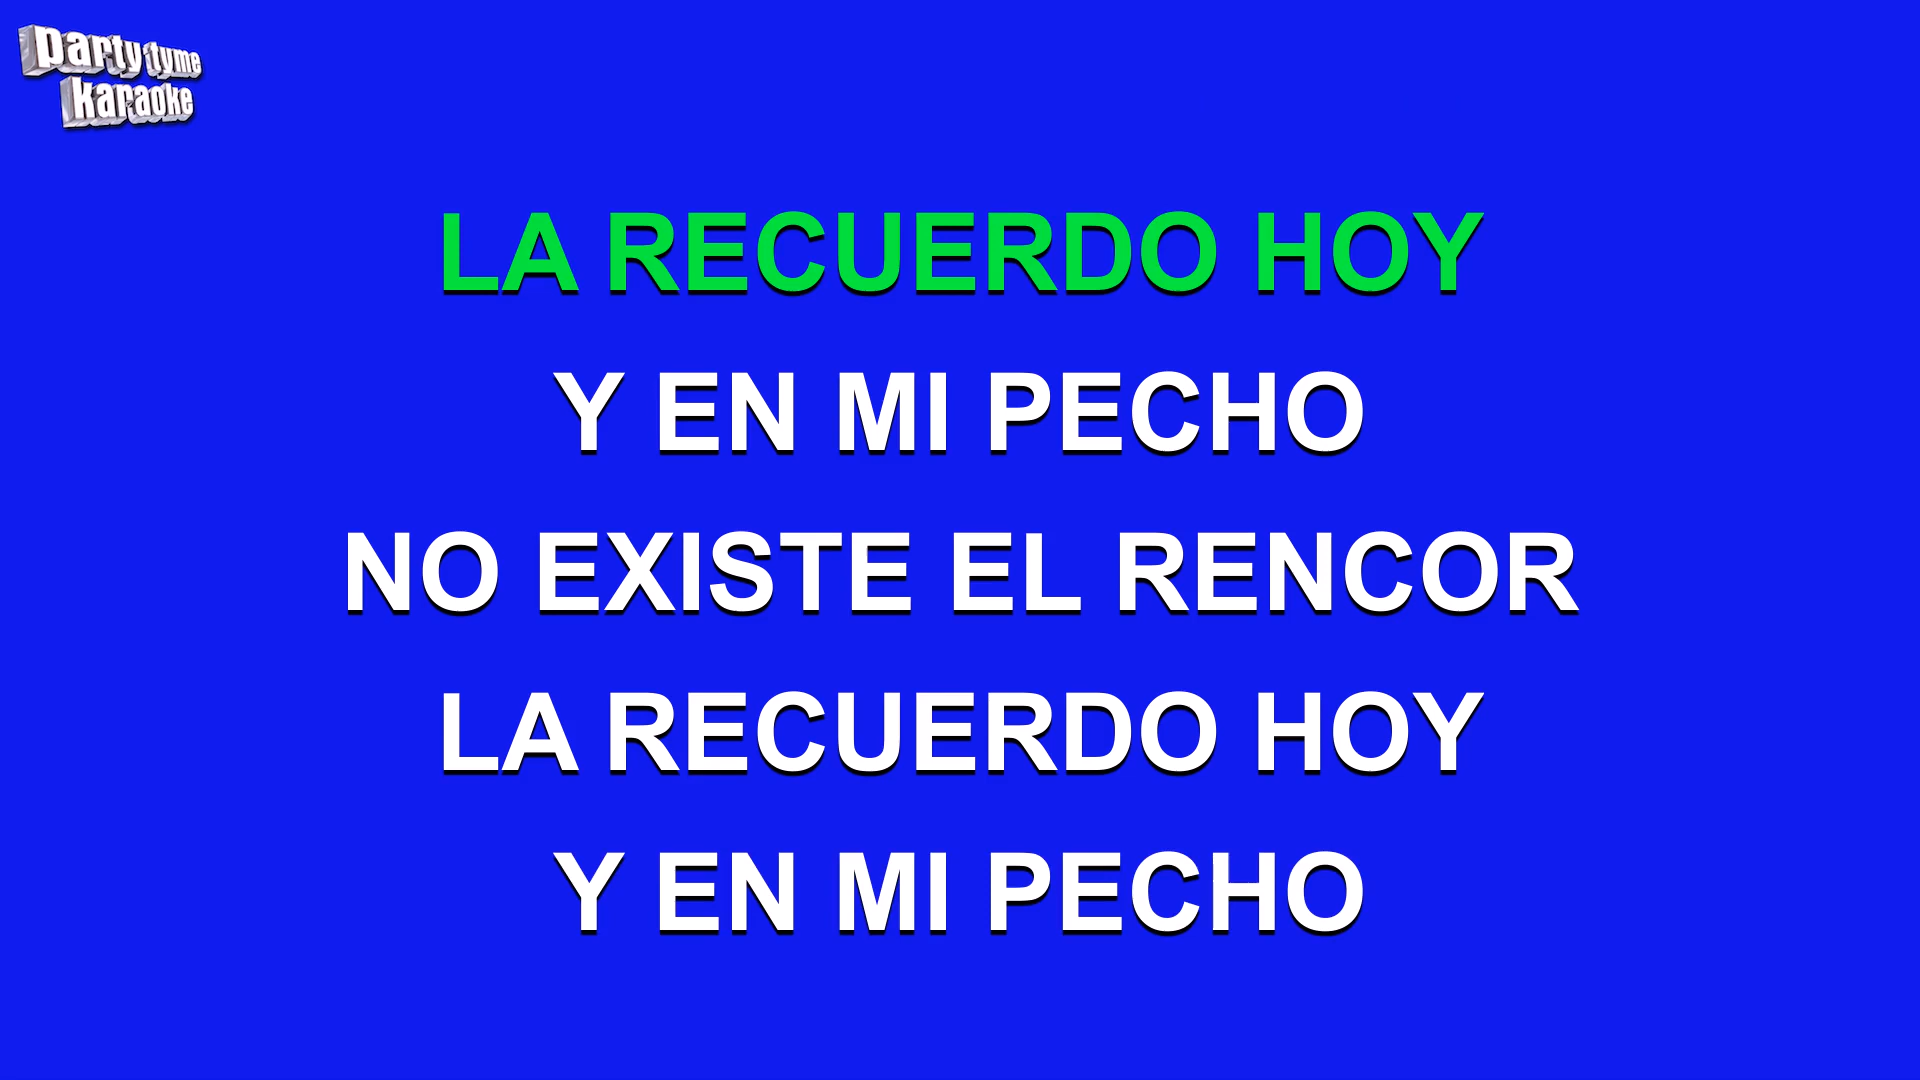 party tyme
karaoke
LA RECUERDO HOY
Y EN MI PECHO
NO EXISTE EL RENCOR
LA RECUERDO HOY
Y EN MI PECHO